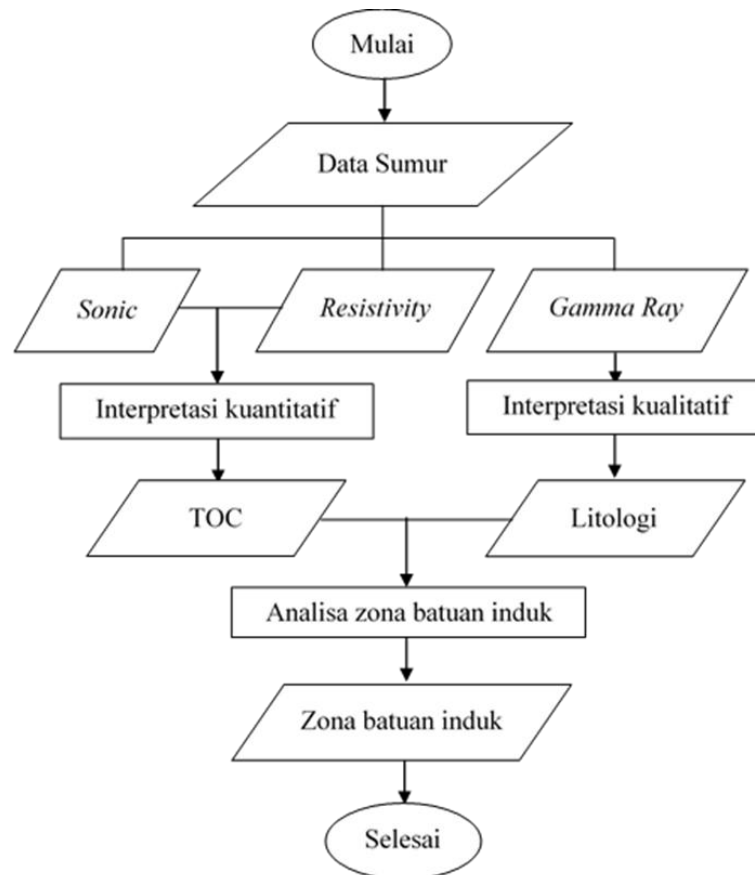 Mulai
Data Sumur
Sonic
Resistivity
Gamma Ray
Interpretasi kuantitatif
Interpretasi kualitatif
TOC
Litologi
Analisa zona batuan induk
Zona batuan induk
Selesai